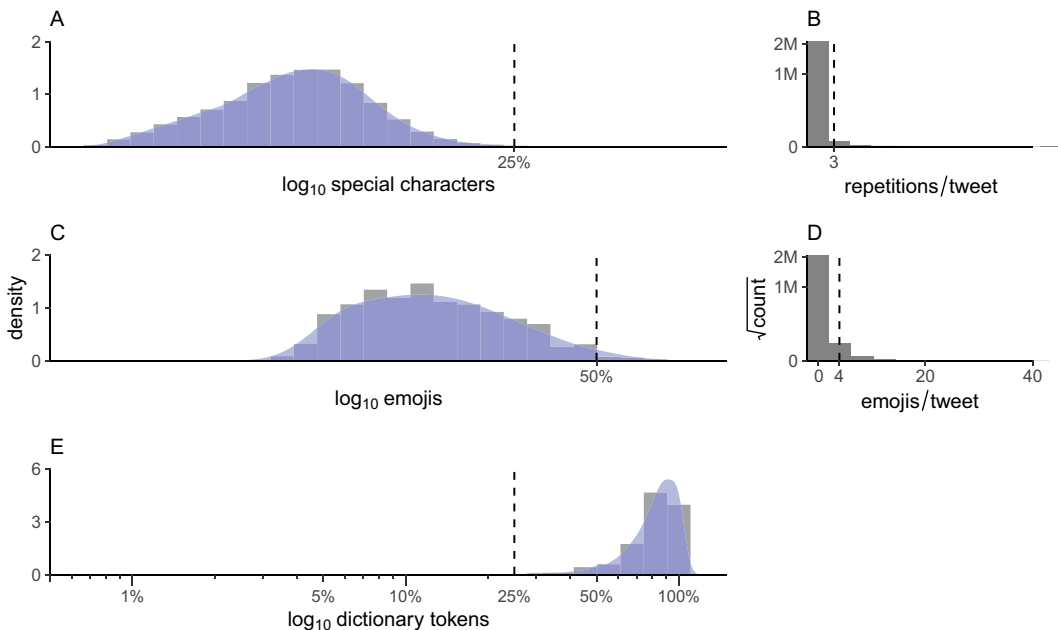 A
2
1
0
25%
log₁₀ special characters
B
2M
1M
0
3
repetitions/tweet
C
density
2
1
0
50%
log₁₀ emojis
D
√count
2M
1M
0
0 4 20 40
emojis/tweet
E
6
3
0
1% 5% 10% 25% 50% 100%
log₁₀ dictionary tokens